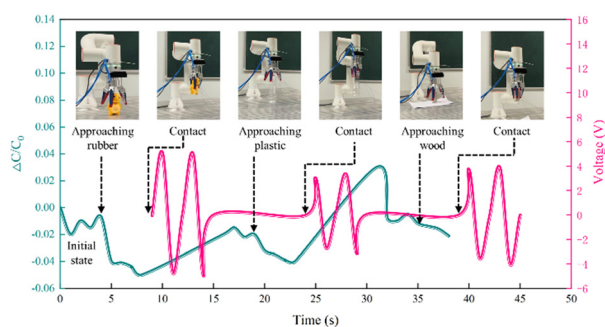 0.14
0.12
0.10
0.08
0.06
0.04
0.02
0.00
-0.02
-0.04
-0.06
ΔC/C₀
Approaching
rubber
Contact
Approaching
plastic
Contact
Approaching
wood
Contact
Initial
state
16
14
12
10
8
6
4
2
0
-2
-4
-6
-8
Voltage (V)
0
5
10
15
20
25
30
35
40
45
50
Time (s)